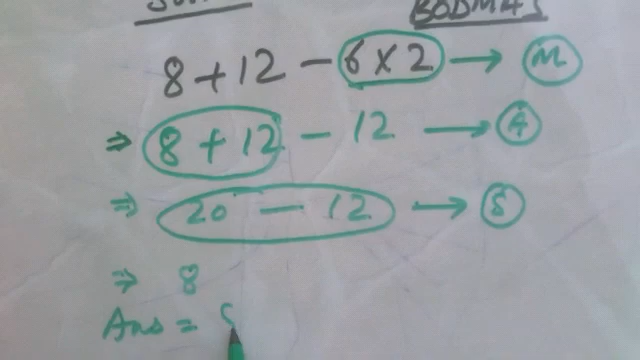 BODMAS
8 + 12 - 6 × 2 → M
⇒ 8 + 12 - 12 → A
⇒ 20 - 12 → S
⇒ 8
Ans =